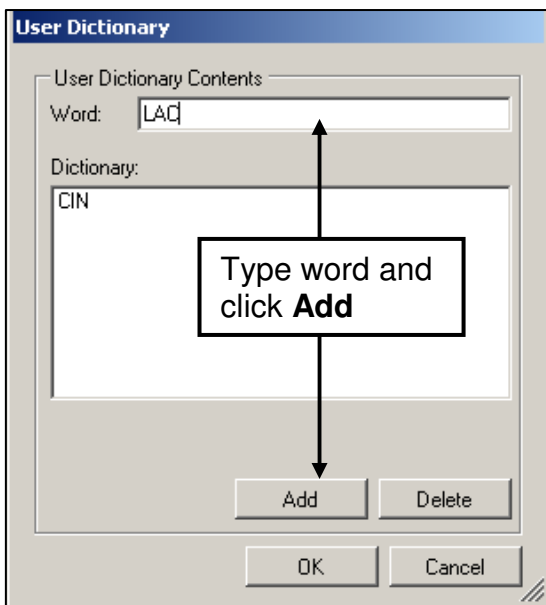 User Dictionary
User Dictionary Contents
Word: LAC
Dictionary:
CIN
Type word and
click Add
Add Delete
OK Cancel